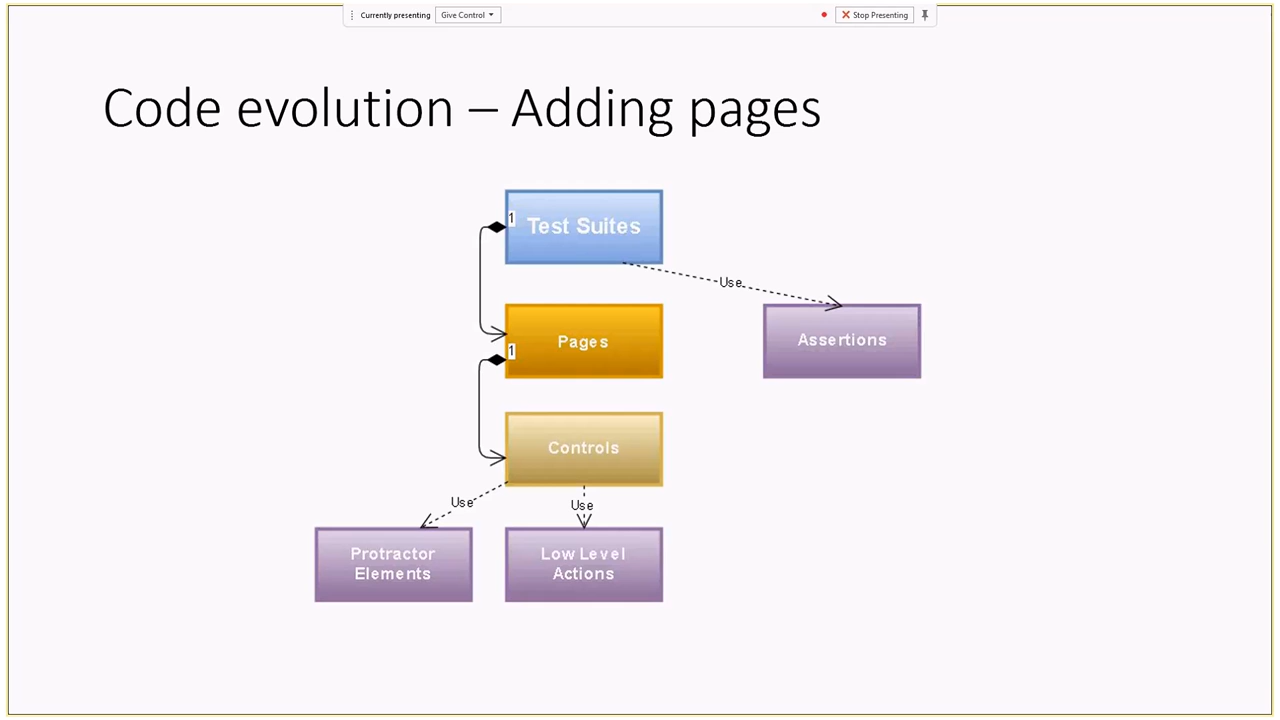 Currently presenting
Give Control
Stop Presenting
Code evolution – Adding pages
1
Test Suites
Use
Pages
Assertions
1
Controls
Use
Use
Protractor
Elements
Low Level
Actions